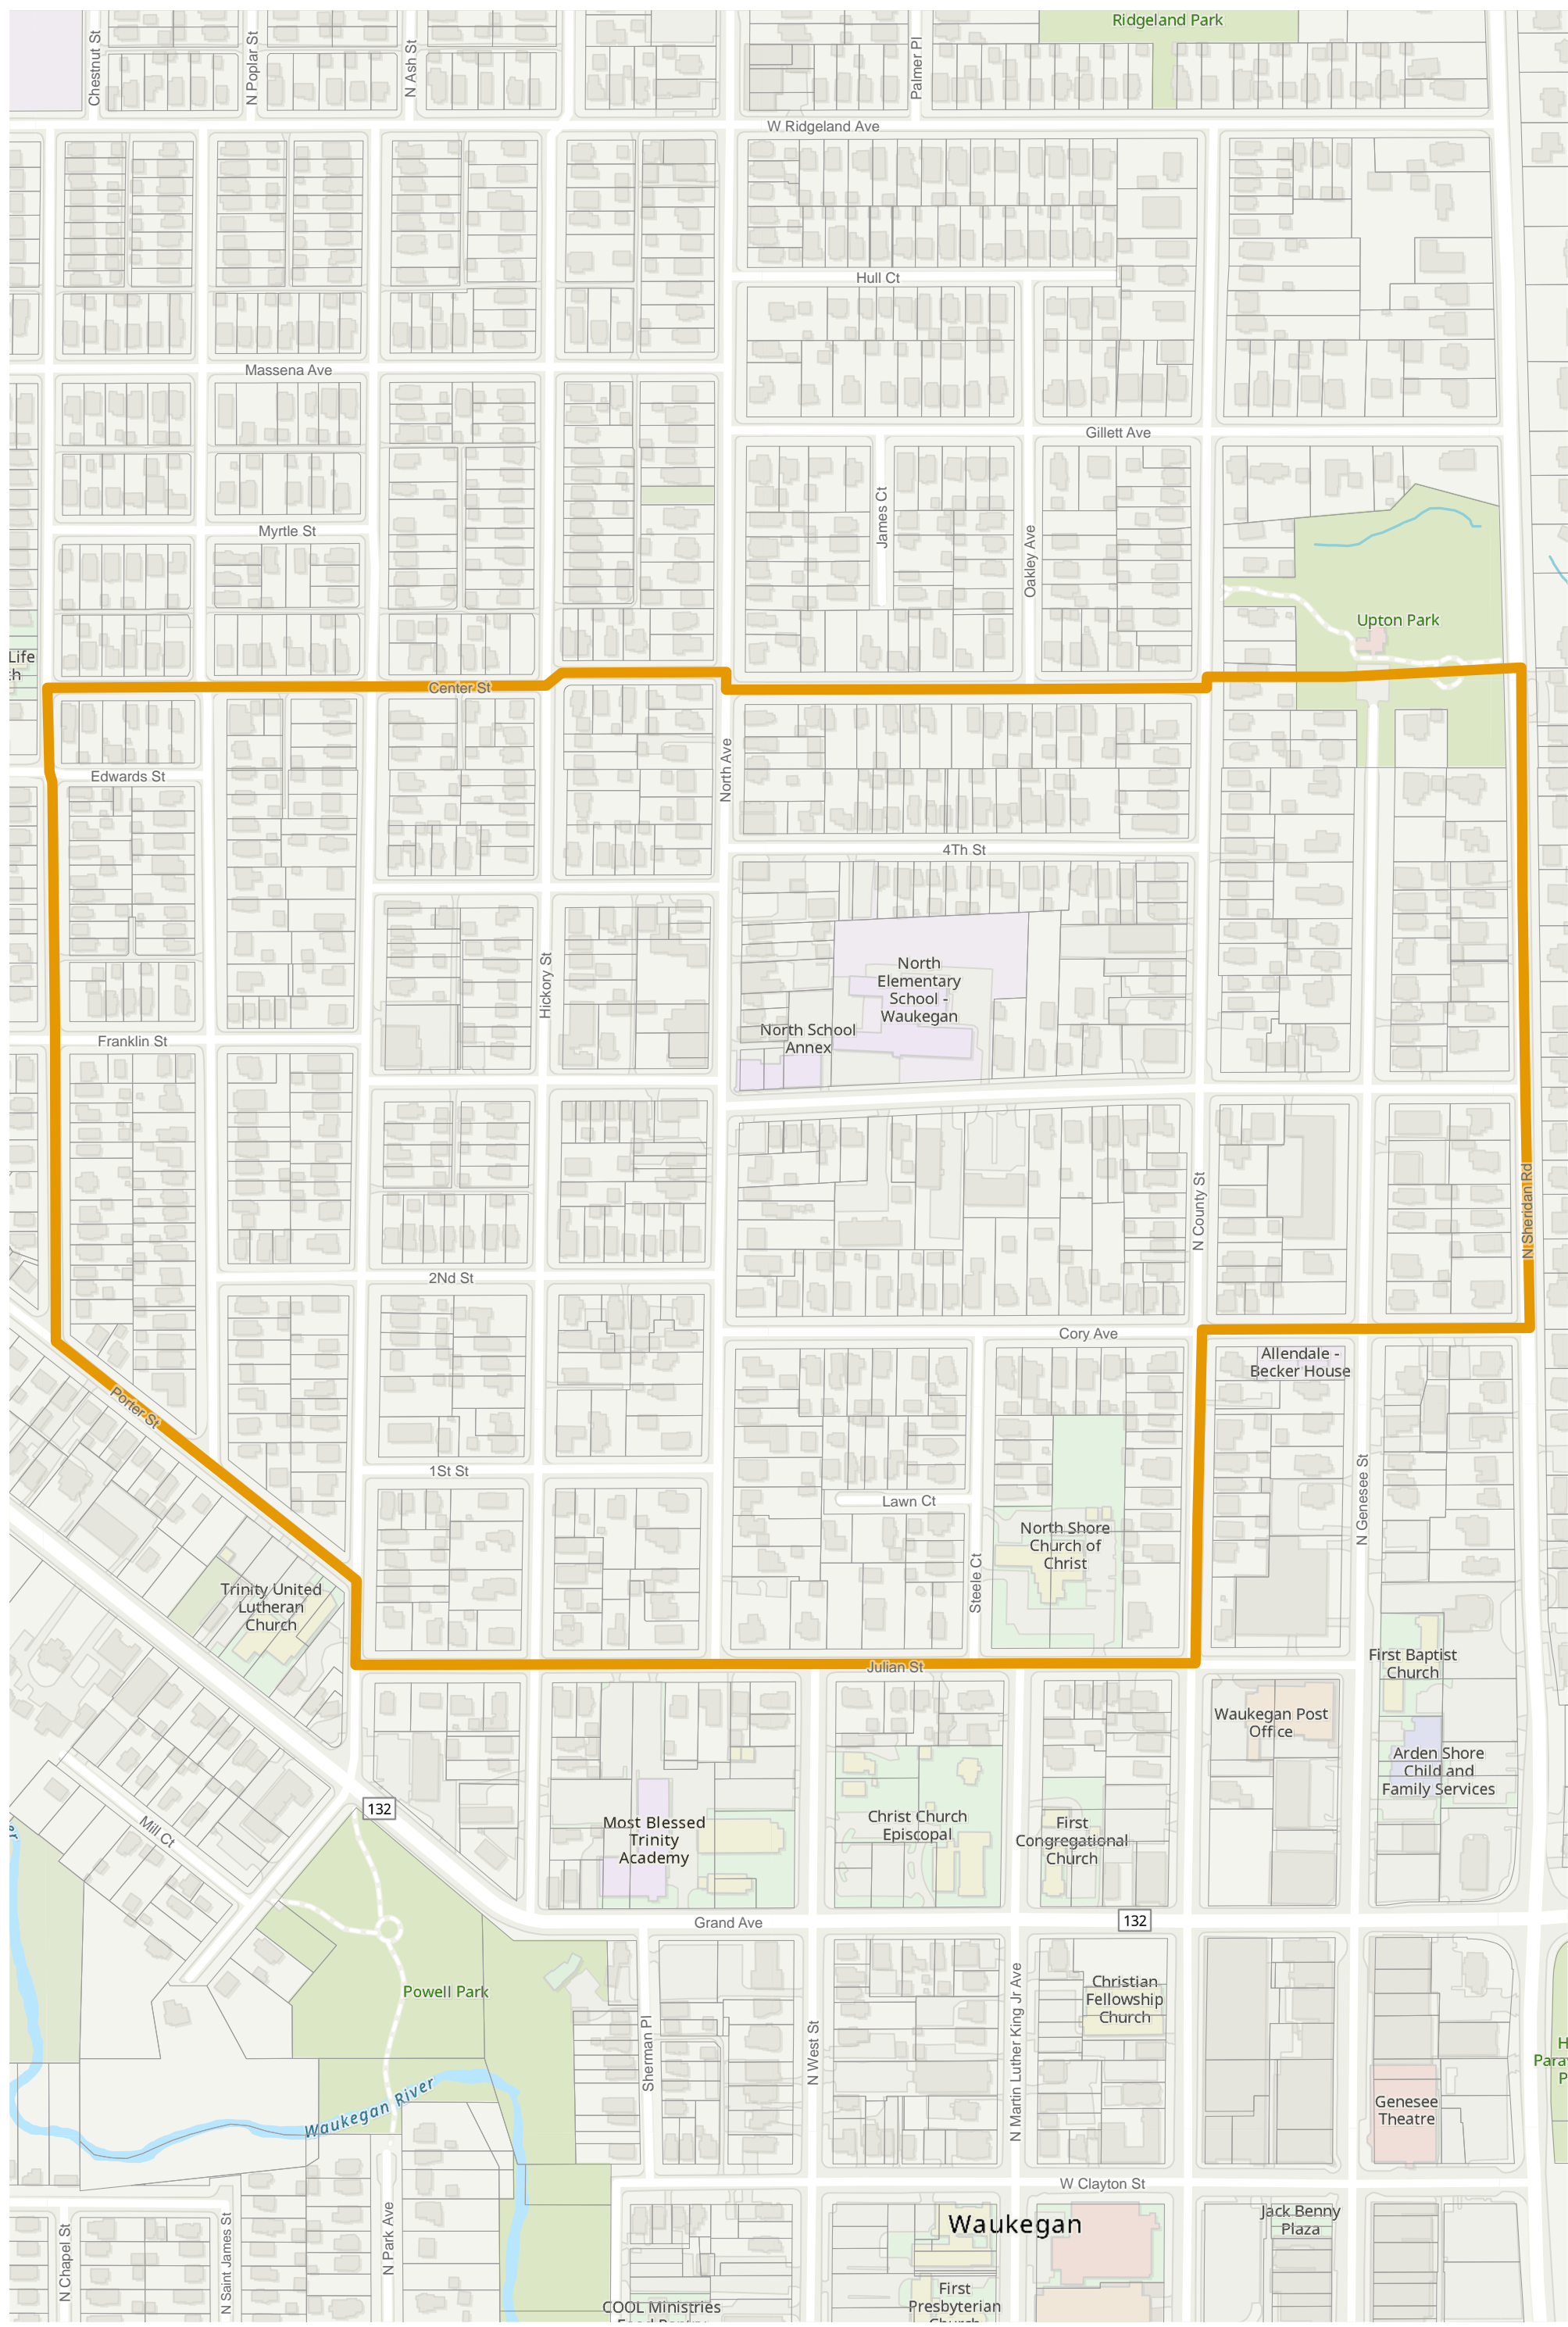 Ridgeland Park
Chestnut St
N Poplar St
N Ash St
Palmer Pl
W Ridgeland Ave
Hull Ct
Massena Ave
Gillett Ave
Myrtle St
James Ct
Oakley Ave
Upton Park
Life
Center St
Edwards St
North Ave
4Th St
North
Elementary
School -
Waukegan
North School
Annex
Hickory St
Franklin St
N County St
N Sheridan Rd
2Nd St
Cory Ave
Allendale -
Becker House
Porter St
1St St
Lawn Ct
N Genesee St
North Shore
Church of
Christ
Steele Ct
Trinity United
Lutheran
Church
Julian St
First Baptist
Church
Waukegan Post
Office
Arden Shore
Child and
Family Services
132
Mill Ct
Most Blessed
Trinity
Academy
Christ Church
Episcopal
First
Congregational
Church
Grand Ave
132
Powell Park
Sherman Pl
N West St
N Martin Luther King Jr Ave
Christian
Fellowship
Church
Waukegan River
Genesee
Theatre
W Clayton St
N Chapel St
N Saint James St
N Park Ave
Waukegan
Jack Benny
Plaza
COOL Ministries
First
Presbyterian